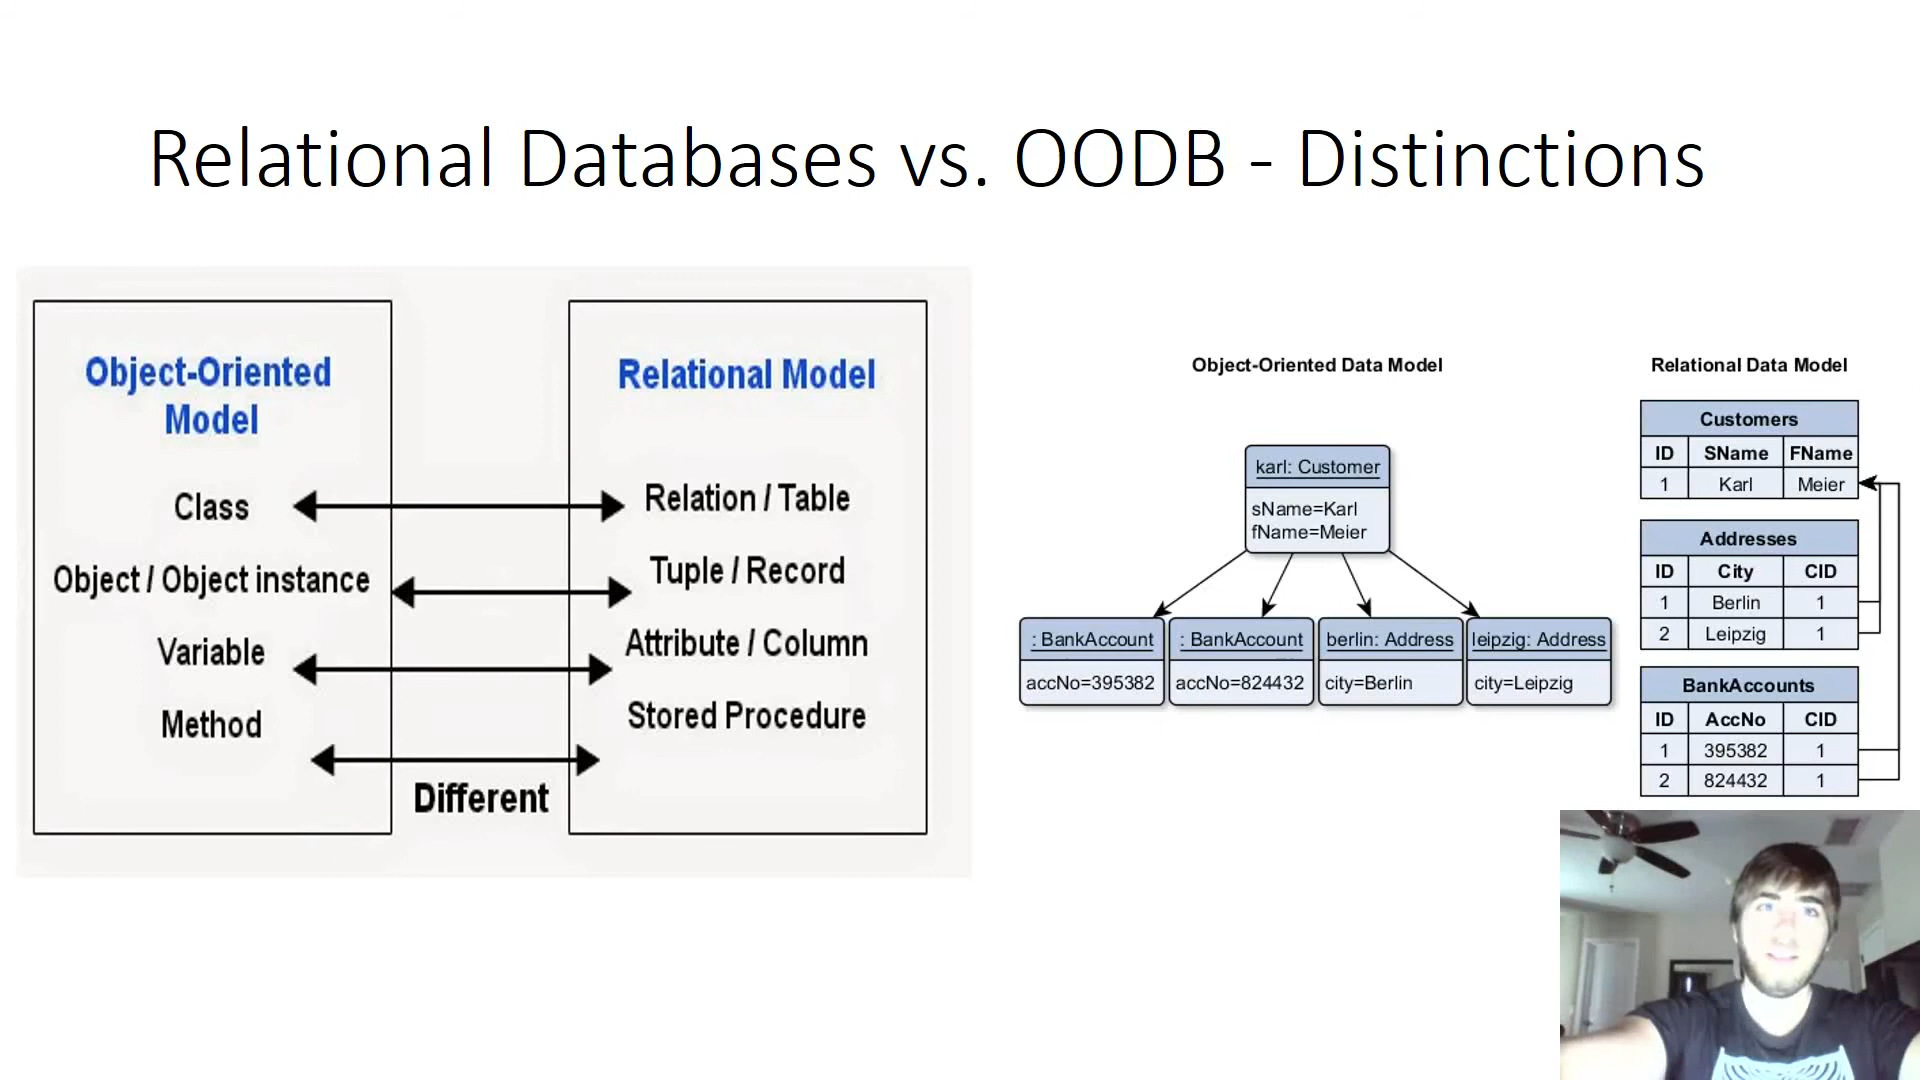 Relational Databases vs. OODB - Distinctions
Object-Oriented
Model
Class
Object / Object instance
Variable
Method
Different
Relational Model
Relation / Table
Tuple / Record
Attribute / Column
Stored Procedure
Object-Oriented Data Model
karl: Customer
sName=Karl
fName=Meier
: BankAccount
accNo=395382
: BankAccount
accNo=824432
berlin: Address
city=Berlin
leipzig: Address
city=Leipzig
Relational Data Model
Customers
ID SName FName
1 Karl Meier
Addresses
ID City CID
1 Berlin 1
2 Leipzig 1
BankAccounts
ID AccNo CID
1 395382 1
2 824432 1